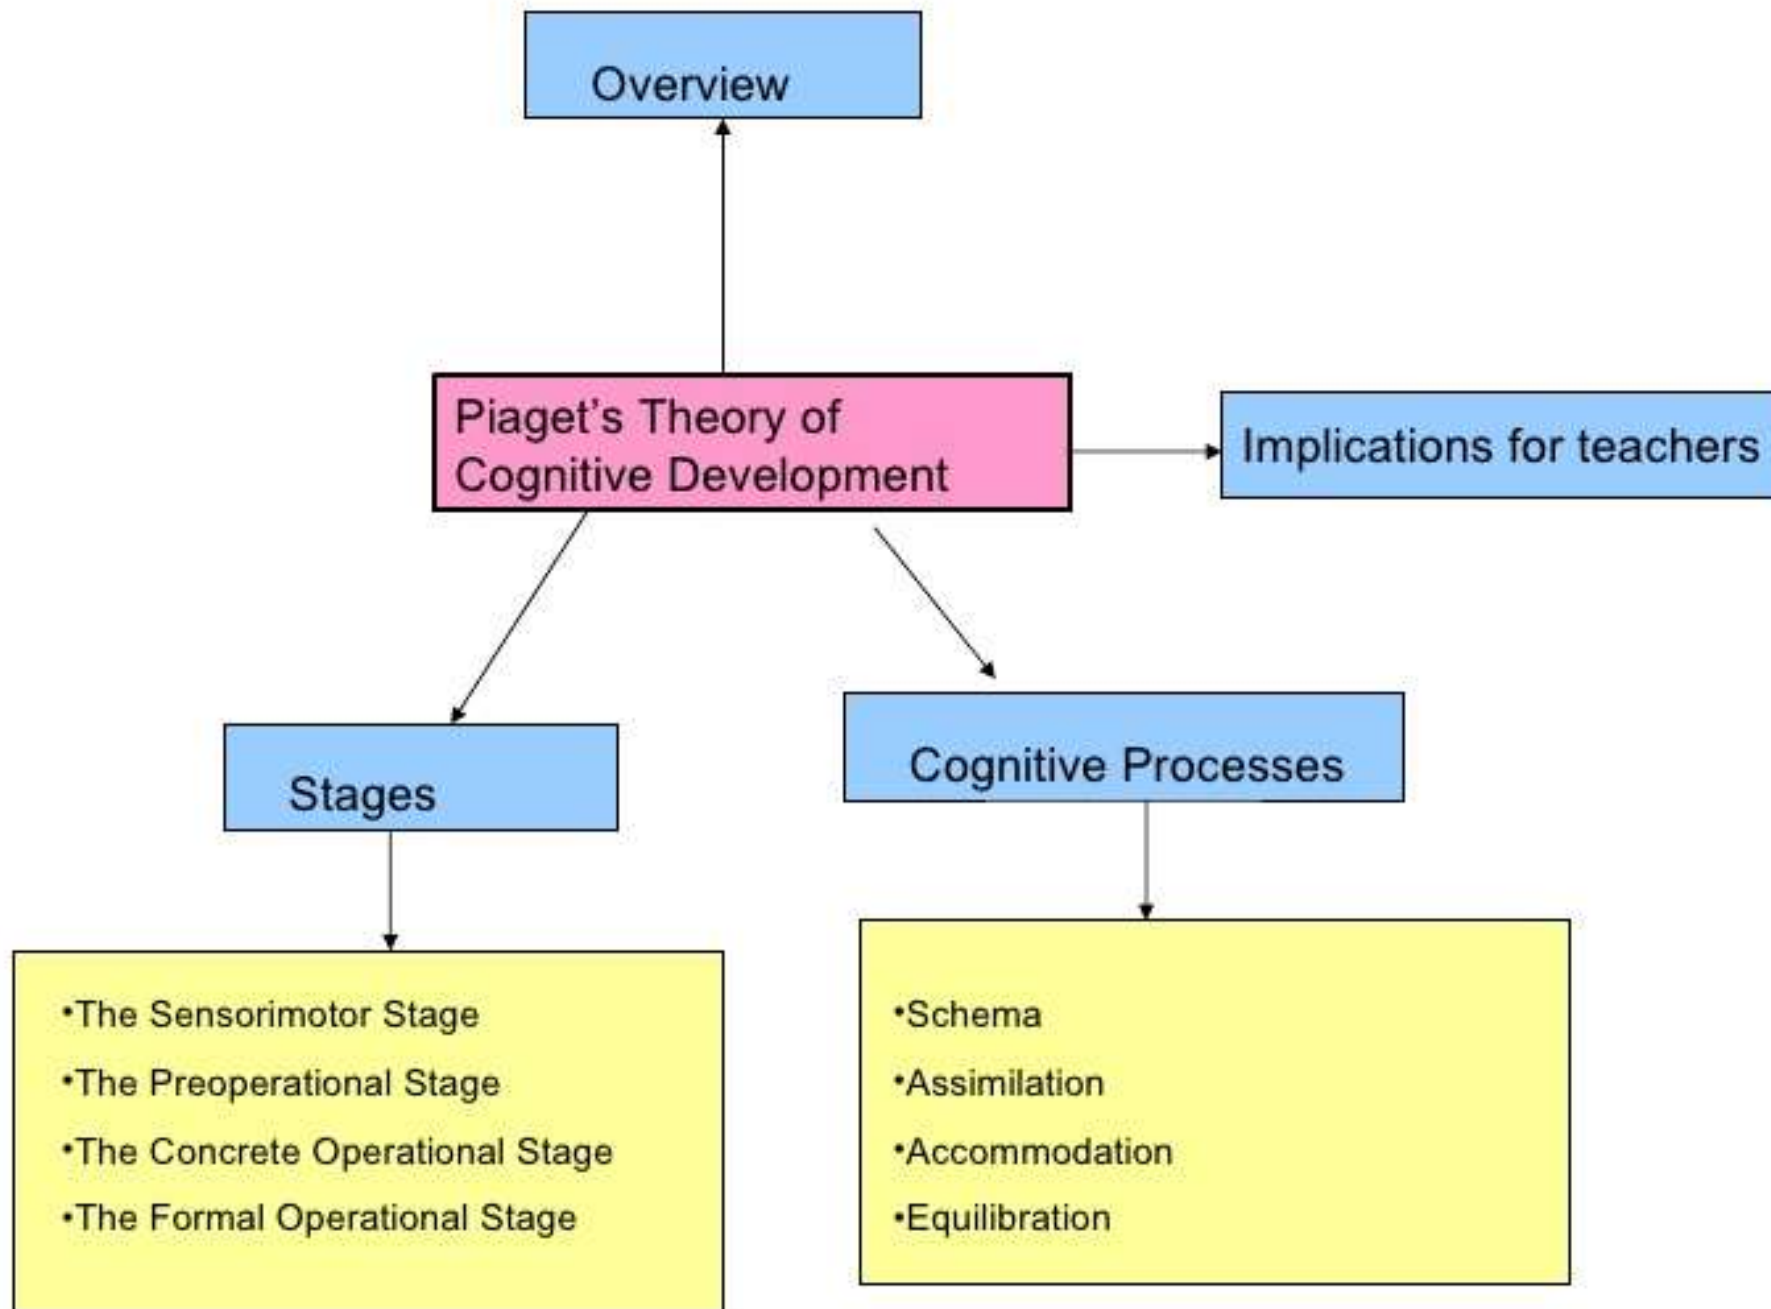 Overview
Piaget’s Theory of
Cognitive Development
Implications for teachers
Stages
Cognitive Processes
•The Sensorimotor Stage
•The Preoperational Stage
•The Concrete Operational Stage
•The Formal Operational Stage
•Schema
•Assimilation
•Accommodation
•Equilibration